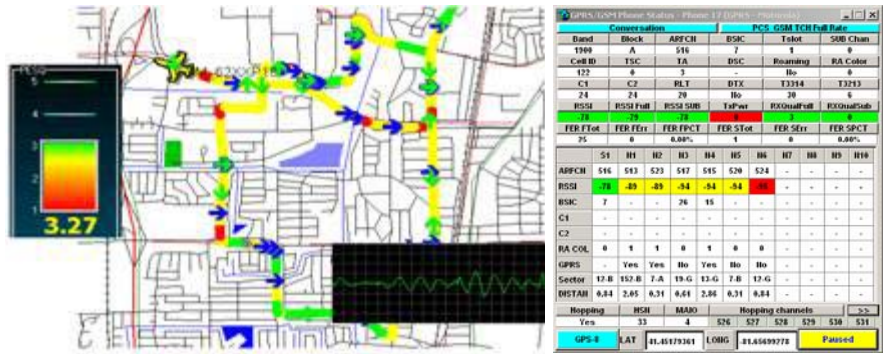 PESQ
5
4
3
2
1
3.27
GPRS/GSM Phone Status - Phone 17 (GPRS - Motorola)
Conversation PCS GSM TCH Full Rate
Band Block ARFCN BSIC Tslot SUB Chan
1900 A 516 7 1 0
Cell ID TSC TA DSC Roaming RA Color
122 0 3 - No 0
C1 C2 RLT DTX T3314 T3213
24 24 20 No 30 6
RSSI RSSI Full RSSI SUB TxPwr RXQualFull RXQualSub
-78 -79 -78 0 3 0
FER FTot FER FErr FER FPCT FER STot FER SErr FER SPCT
25 0 0.00% 1 0 0.00%
S1 N1 N2 N3 N4 N5 N6 N7 N8 N9 N10
ARFCN 516 513 523 517 515 520 524 - - - -
RSSI -78 -89 -89 -94 -94 -94 - - - -
BSIC 7 - - 26 15 - - - - - -
C1 - - - - - - - - - - -
C2 - - - - - - - - - - -
RA COL 0 1 1 0 1 0 0 - - - -
GPRS - Yes Yes No Yes No No - - - -
Sector 12-B 152-B 7-A 19-G 13-G 7-B 12-G - - - -
DISTAN 0.84 2.05 0.31 0.61 2.86 0.31 0.84 - - - -
Hopping HSN MAIO Hopping channels >>
Yes 33 4 526 527 528 529 530 531
GPS-8 LAT 41.45179361 LONG -81.65699278 Paused